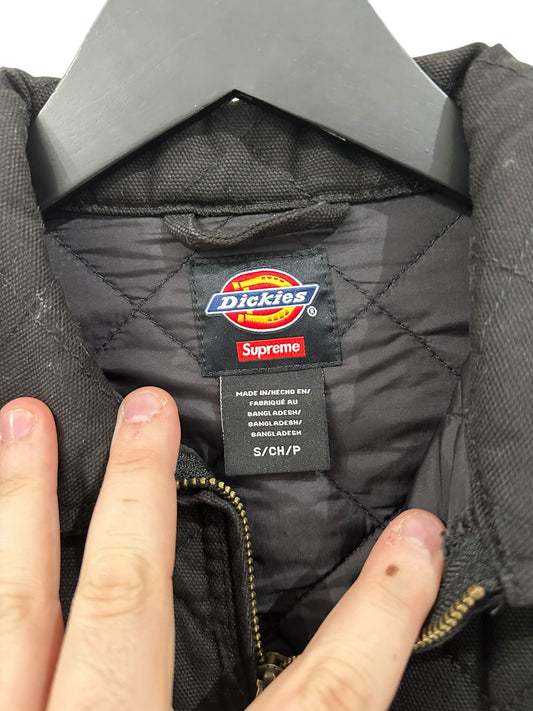 Dickies
®
Supreme
MADE IN/HECHO EN/
FABRIQUÉ AU
BANGLADESH/
BANGLADESH/
BANGLADESH
S/CH/P